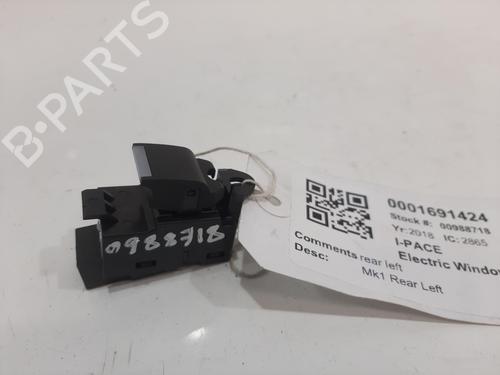 B-PARTS
0988718
0001691424
Stock #: 00988718
Yr:2018 IC: 2865
I-PACE
Electric Window
Comments rear left
Desc: Mk1 Rear Left